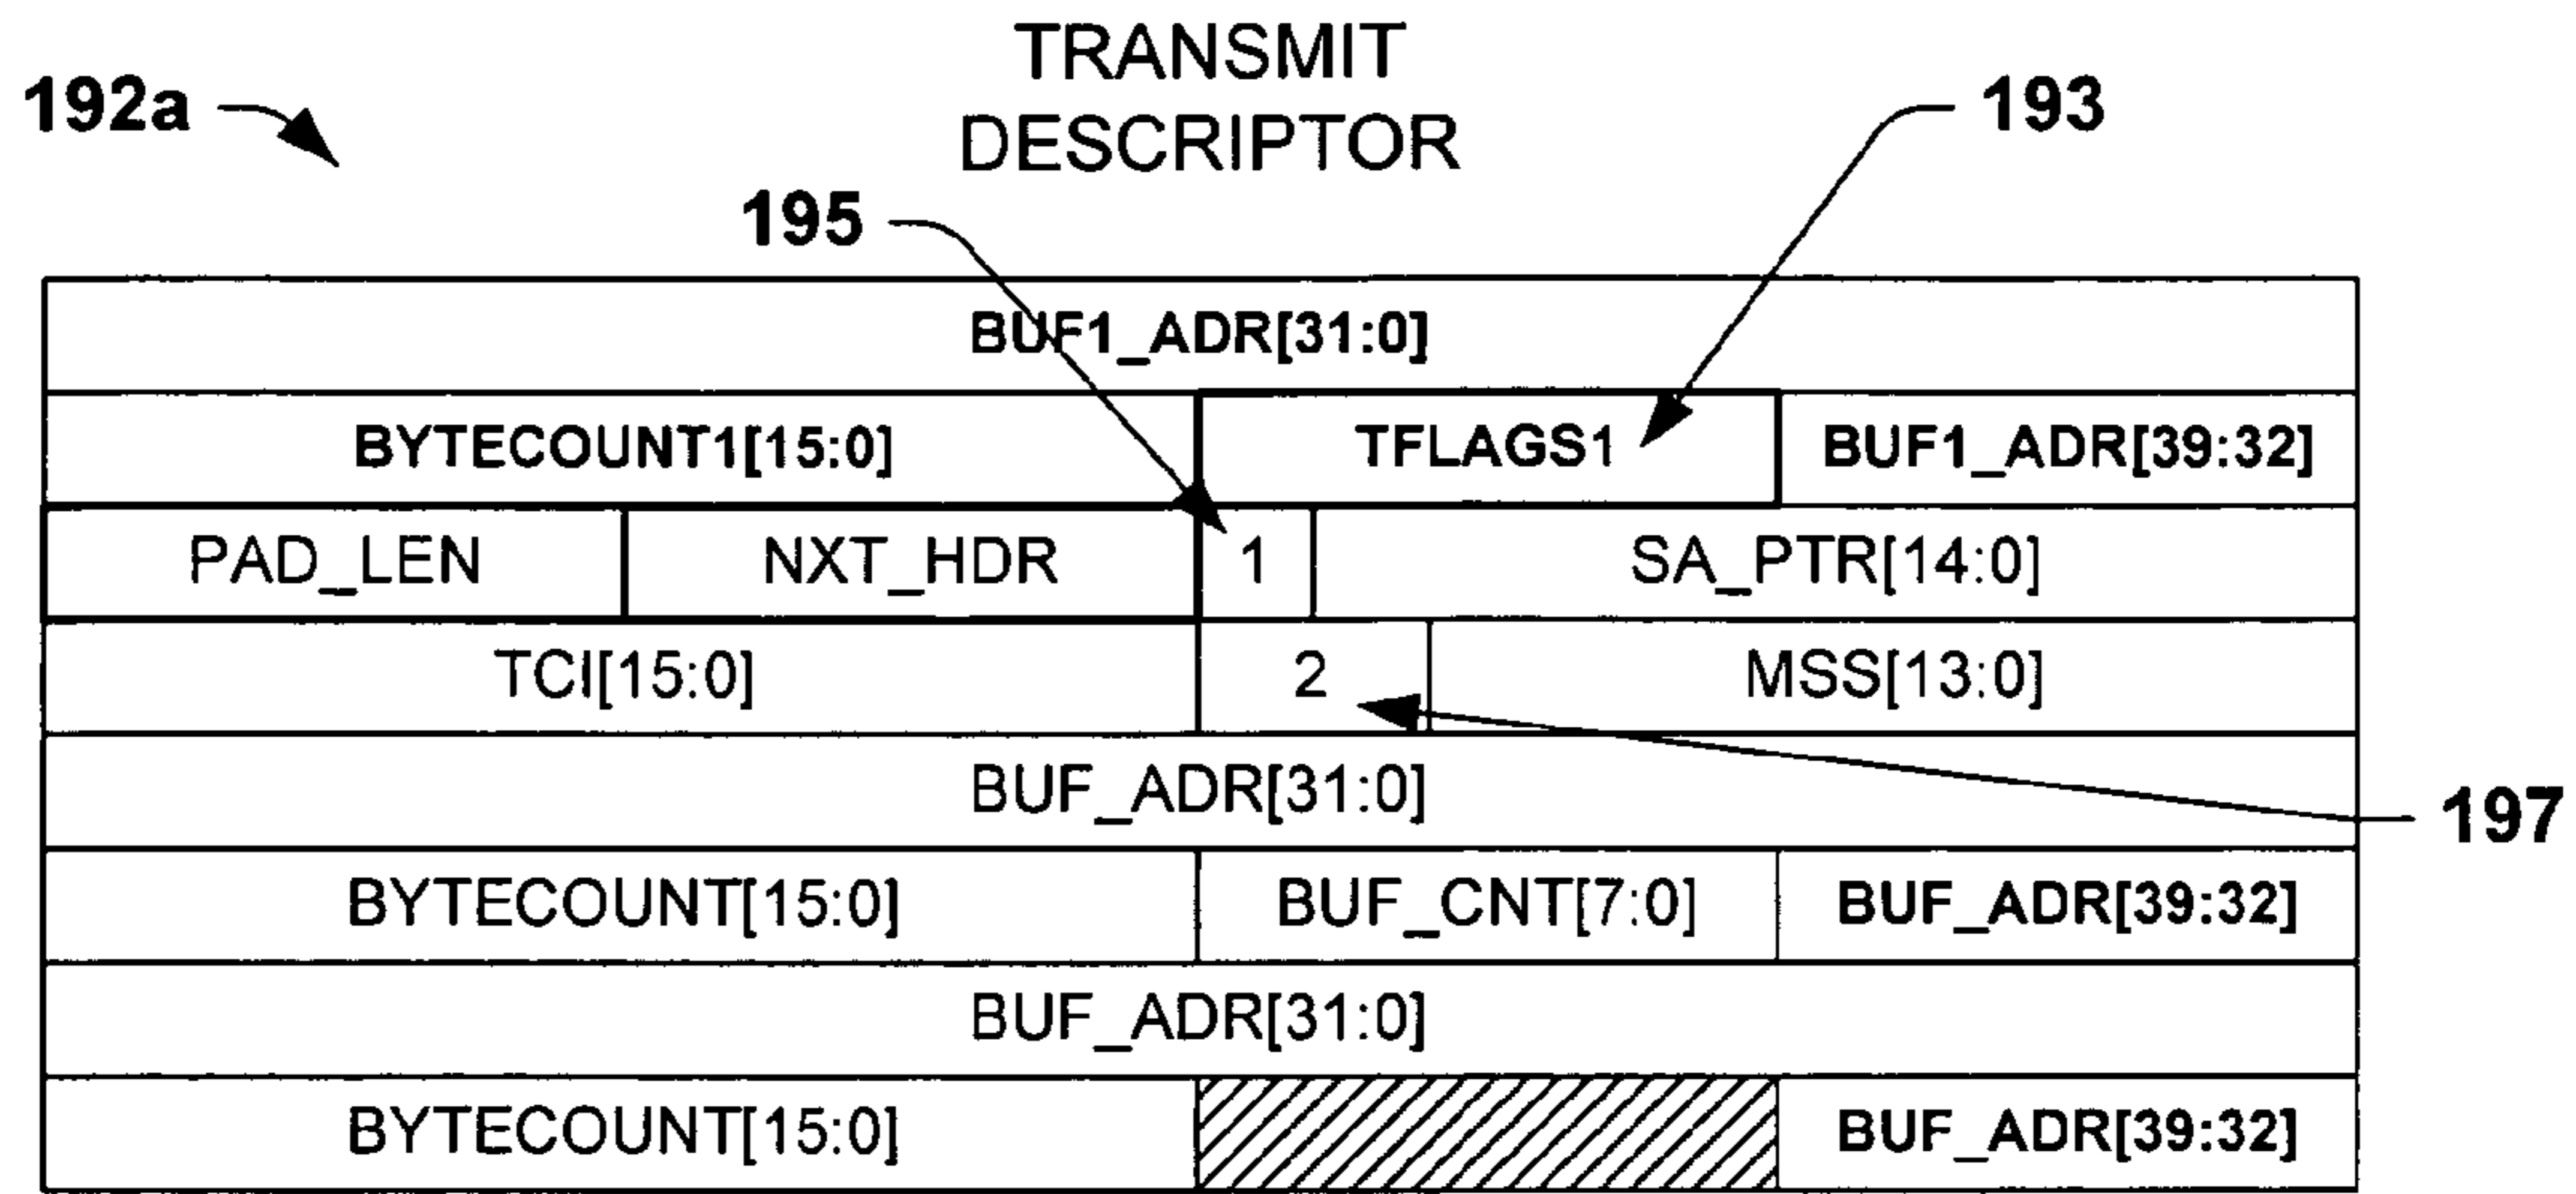 TRANSMIT
DESCRIPTOR
192a
193
195
BUF1_ADR[31:0]
BYTECOUNT1[15:0] TFLAGS1 BUF1_ADR[39:32]
PAD_LEN NXT_HDR 1 SA_PTR[14:0]
TCI[15:0] 2 MSS[13:0]
BUF_ADR[31:0]
197
BYTECOUNT[15:0] BUF_CNT[7:0] BUF_ADR[39:32]
BUF_ADR[31:0]
BYTECOUNT[15:0] BUF_ADR[39:32]